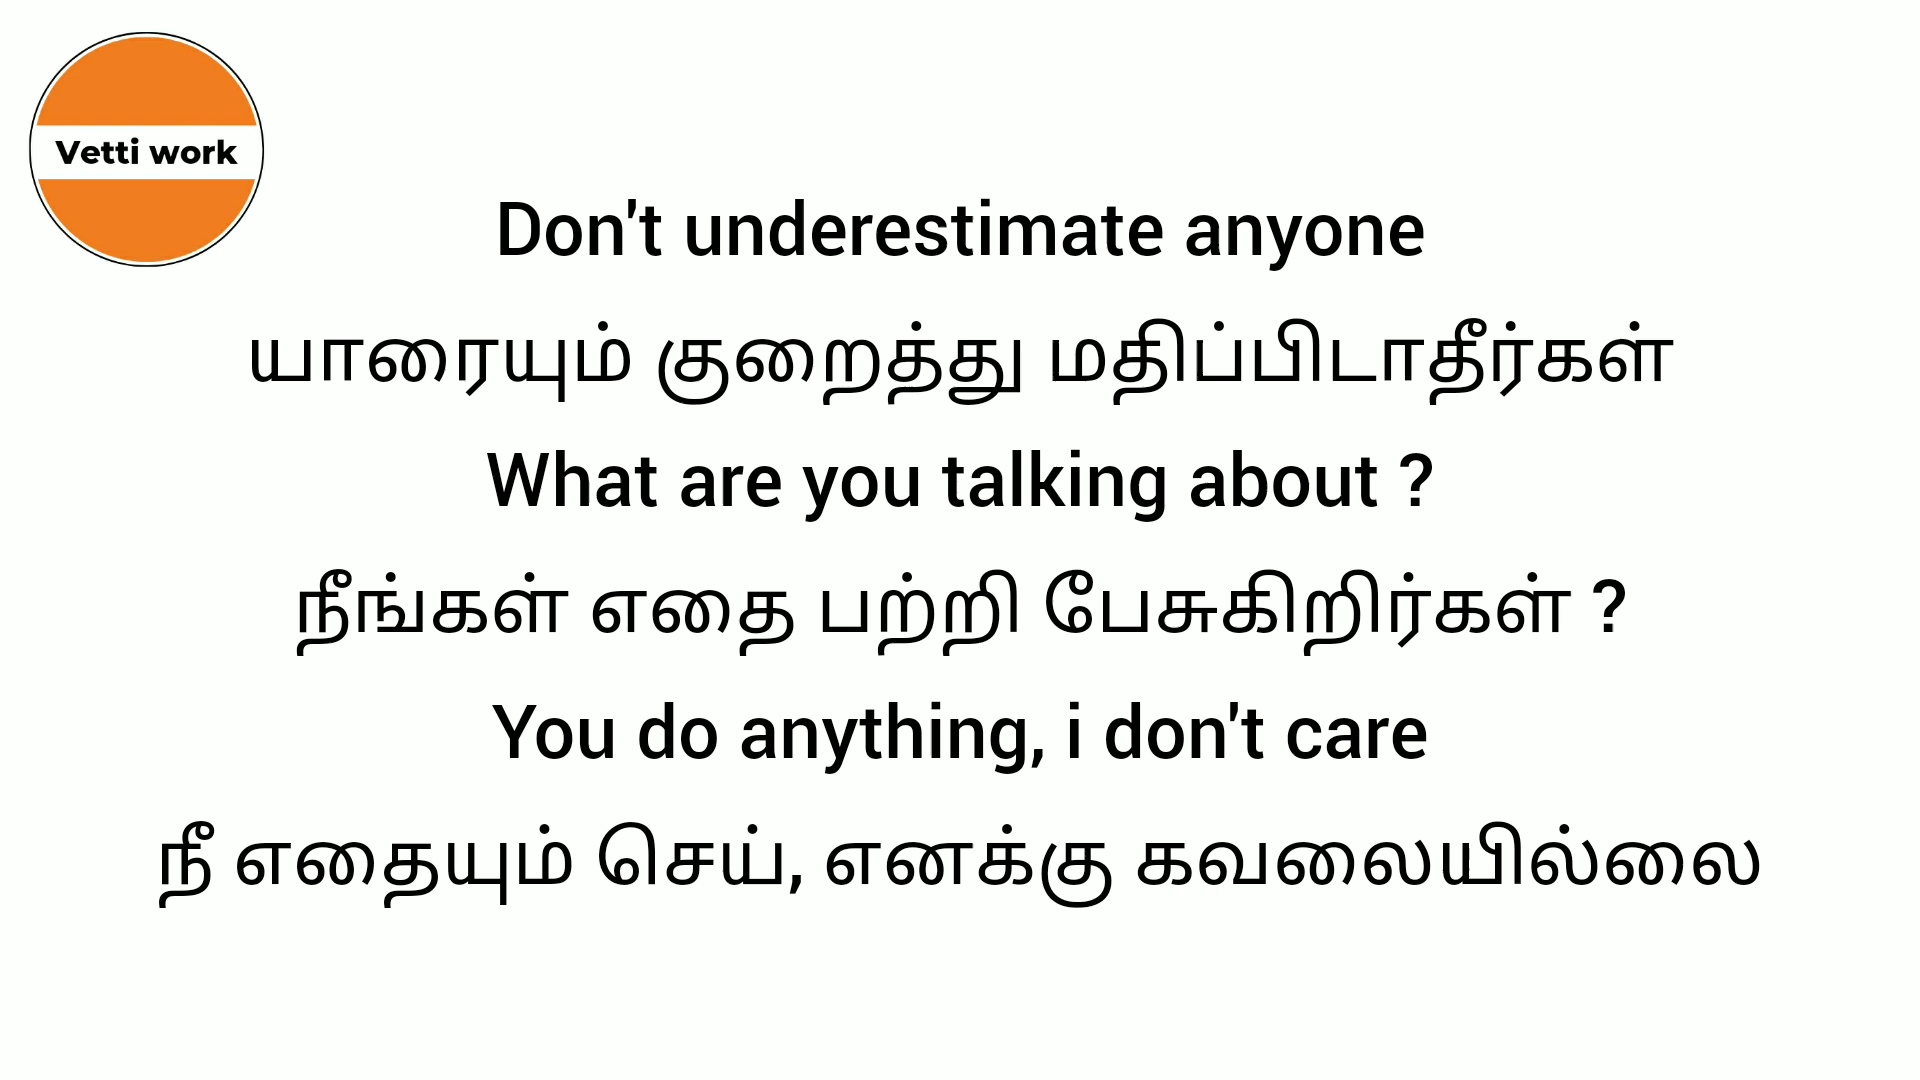 Vetti work
Don't underestimate anyone
யாரையும் குறைத்து மதிப்பிடாதீர்கள்
What are you talking about ?
நீங்கள் எதை பற்றி பேசுகிறிர்கள் ?
You do anything, i don't care
நீ எதையும் செய், எனக்கு கவலையில்லை